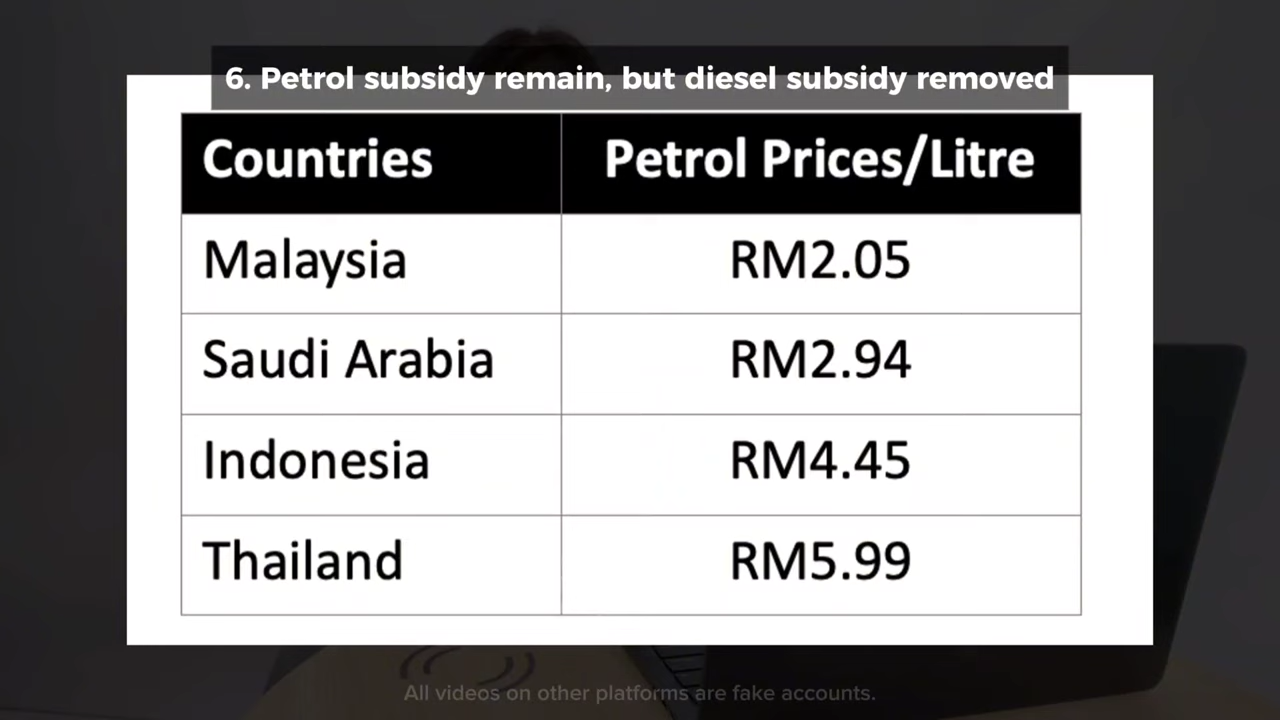 6. Petrol subsidy remain, but diesel subsidy removed
Countries Petrol Prices/Litre
Malaysia RM2.05
Saudi Arabia RM2.94
Indonesia RM4.45
Thailand RM5.99
All videos on other platforms are fake accounts.